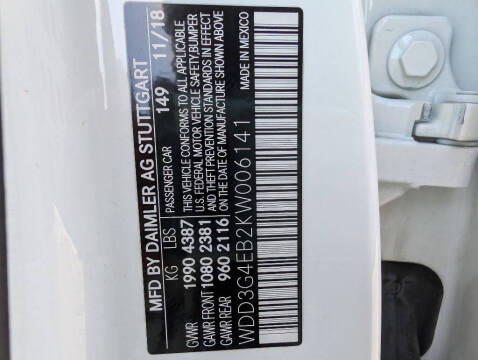 MFD BY DAIMLER AG STUTTGART
KG LBS PASSENGER CAR 149 11/18
GVWR 1990 4387 THIS VEHICLE CONFORMS TO ALL APPLICABLE
U.S. FEDERAL MOTOR VEHICLE SAFETY, BUMPER
GAWR FRONT 1080 2381 AND THEFT PREVENTION STANDARDS IN EFFECT
GAWR REAR 960 2116 ON THE DATE OF MANUFACTURE SHOWN ABOVE.
WDD3G4EB2KW006141
MADE IN MEXICO